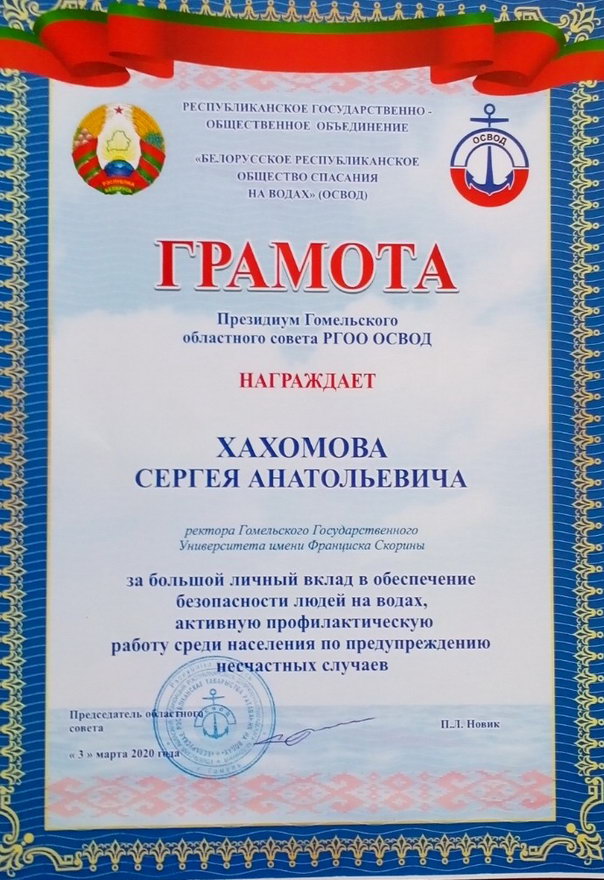 РЕСПУБЛИКАНСКОЕ ГОСУДАРСТВЕННО -
ОБЩЕСТВЕННОЕ ОБЪЕДИНЕНИЕ
«БЕЛОРУССКОЕ РЕСПУБЛИКАНСКОЕ
ОБЩЕСТВО СПАСАНИЯ
НА ВОДАХ» (ОСВОД)
ОСВОД
ГРАМОТА
Президиум Гомельского
областного совета РГОО ОСВОД
НАГРАЖДАЕТ
ХАХОМОВА
СЕРГЕЯ АНАТОЛЬЕВИЧА
ректора Гомельского Государственного
Университета имени Франциска Скорины
за большой личный вклад в обеспечение
безопасности людей на водах,
активную профилактическую
работу среди населения по предупреждению
несчастных случаев
Председатель областного
совета
П.Л. Новик
« 3 » марта 2020 года